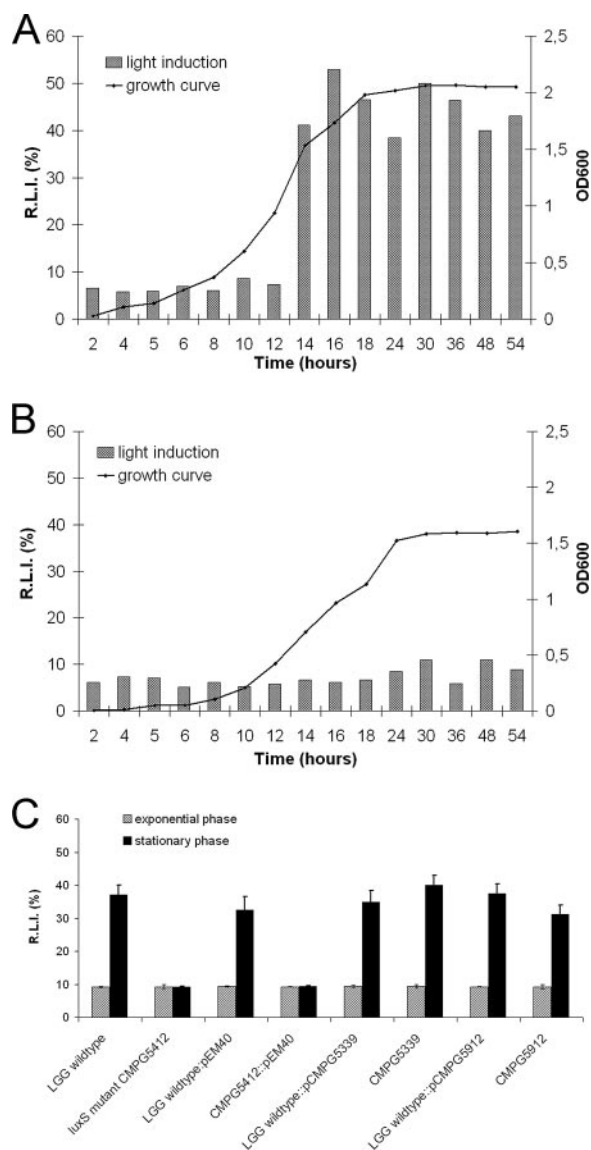 A
light induction
growth curve
R.L.I. (%)
60
50
40
30
20
10
0
2,5
2
1,5
1
0,5
0
OD600
2 4 5 6 8 10 12 14 16 18 24 30 36 48 54
Time (hours)
B
light induction
growth curve
R.L.I. (%)
60
50
40
30
20
10
0
2,5
2
1,5
1
0,5
0
OD600
2 4 5 6 8 10 12 14 16 18 24 30 36 48 54
Time (hours)
C
exponential phase
stationary phase
R.L.I. (%)
60
50
40
30
20
10
0
LGG wildtype
luxS mutant CMPG5412
LGG wildtype:pEM40
CMPG5412::pEM40
LGG wildtype::pCMPG5339
CMPG5339
LGG wildtype::pCMPG5912
CMPG5912